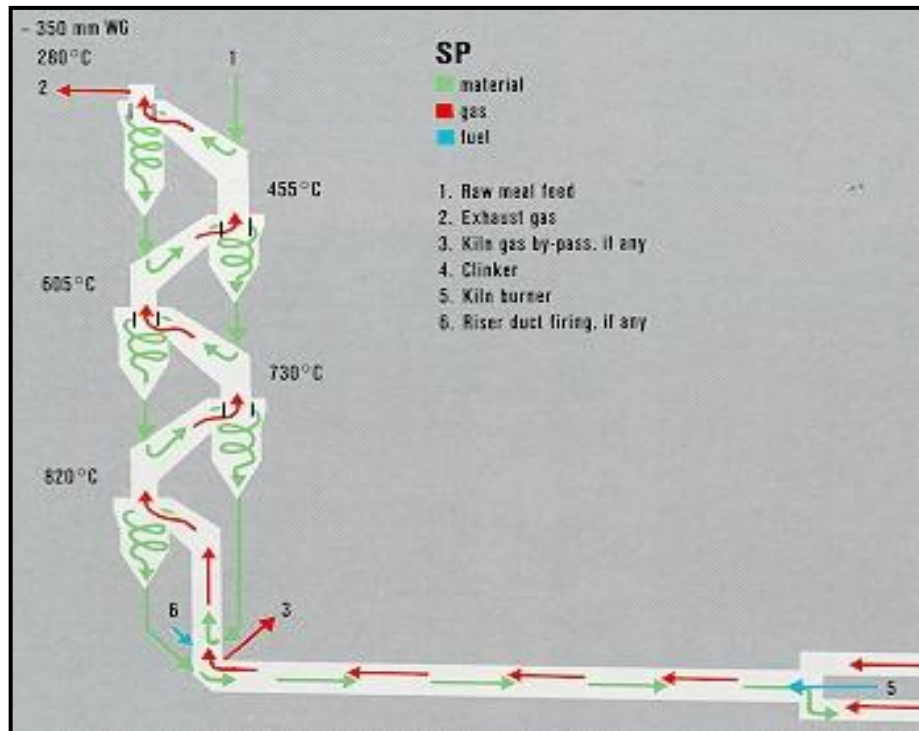 - 350 mm WG
280°C
2
1
SP
material
gas
fuel
455°C
1. Raw meal feed
2. Exhaust gas
3. Kiln gas by-pass, if any
4. Clinker
5. Kiln burner
6. Riser duct firing, if any
605°C
730°C
820°C
6
3
5